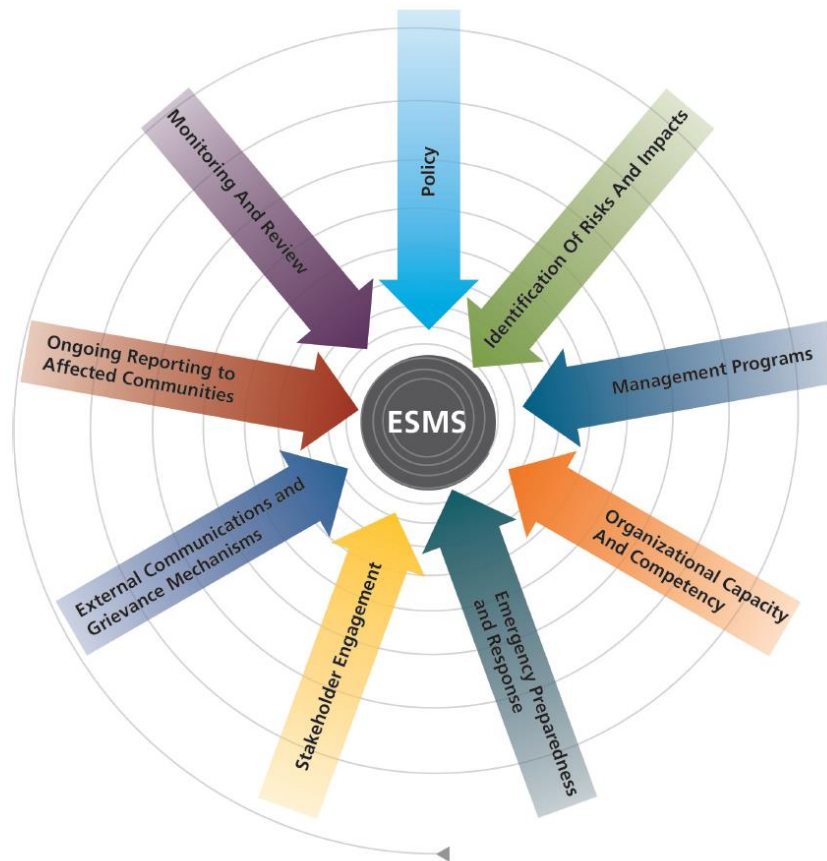 Policy
Identification Of Risks And Impacts
Management Programs
Organizational Capacity
And Competency
Emergency Preparedness
and Response
Stakeholder Engagement
External Communications and
Grievance Mechanisms
Ongoing Reporting to
Affected Communities
Monitoring And
Review
ESMS